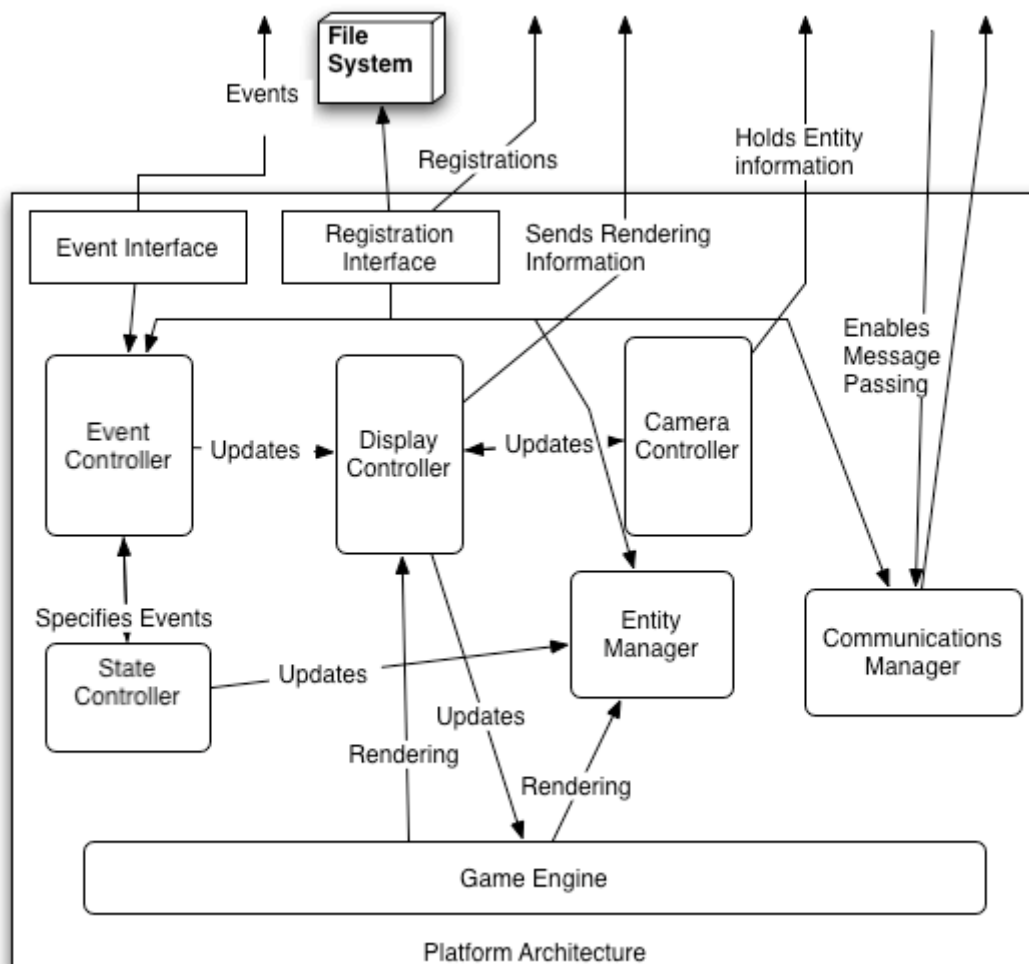 File
System
Events
Registrations
Holds Entity
information
Event Interface
Registration
Interface
Sends Rendering
Information
Enables
Message
Passing
Event
Controller
Updates
Display
Controller
Updates
Camera
Controller
Specifies Events
State
Controller
Updates
Entity
Manager
Communications
Manager
Updates
Rendering
Rendering
Game Engine
Platform Architecture